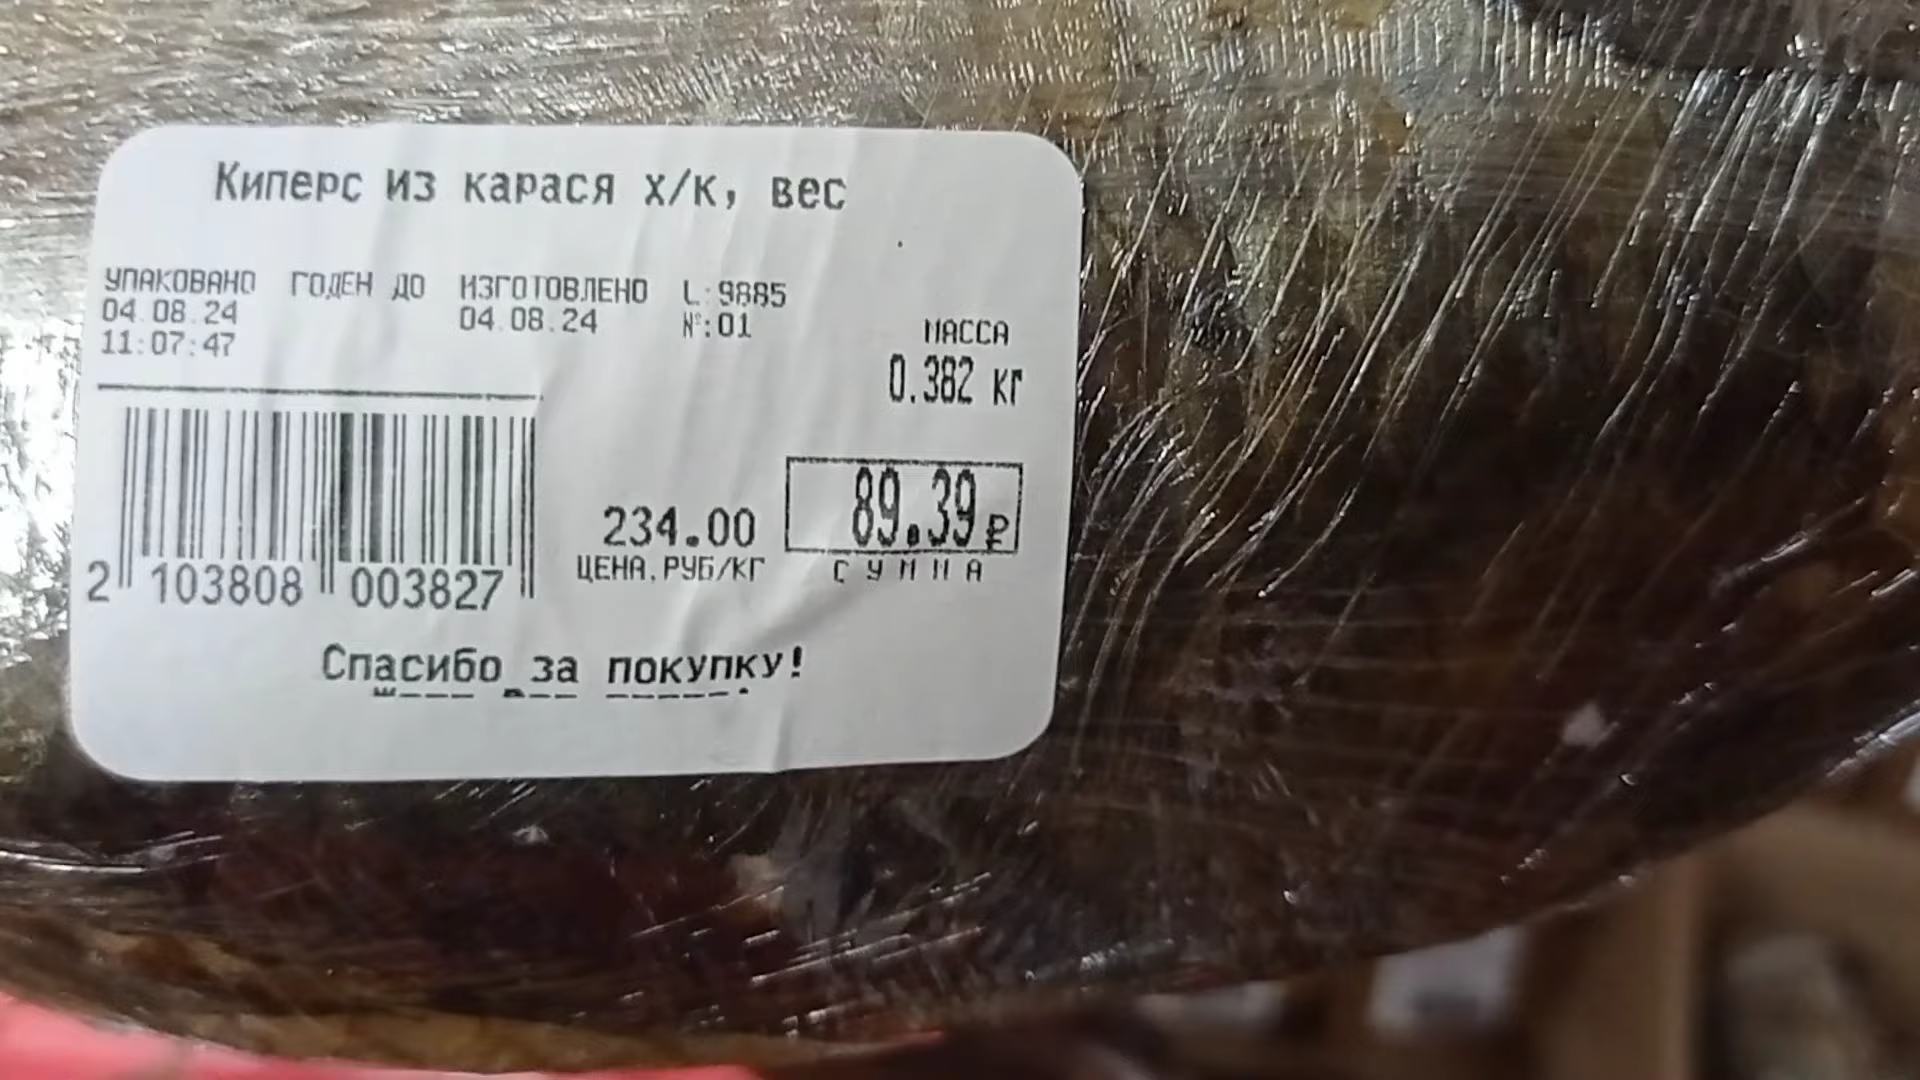 Киперс из карася х/к, вес
УПАКОВАНО ГОДЕН ДО ИЗГОТОВЛЕНО L:9885
04.08.24 04.08.24 №:01
11:07:47
МАССА
0.382 кг
234.00 89.39 ₽
ЦЕНА,РУБ/КГ СУММА
2 103808 003827
Спасибо за покупку!